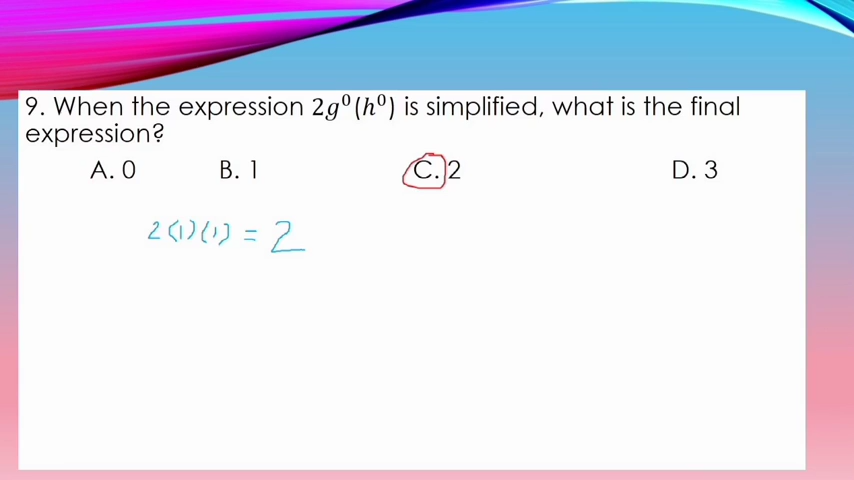 9. When the expression 2g⁰(h⁰) is simplified, what is the final
expression?
A. 0 B. 1 C. 2 D. 3
2(1)(1) = 2